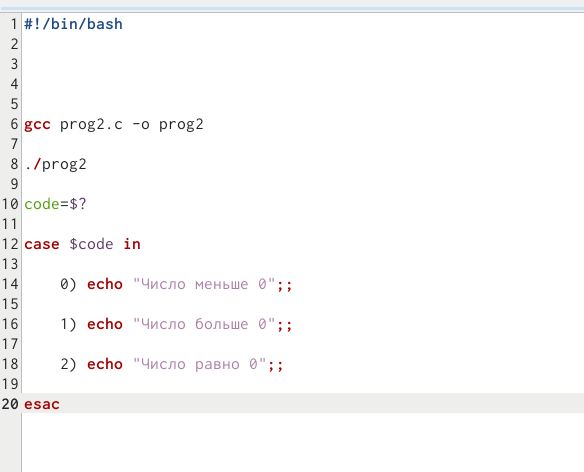 1 #!/bin/bash
2
3
4
5
6 gcc prog2.c -o prog2
7
8 ./prog2
9
10 code=$?
11
12 case $code in
13
14     0) echo "Число меньше 0";;
15
16     1) echo "Число больше 0";;
17
18     2) echo "Число равно 0";;
19
20 esac